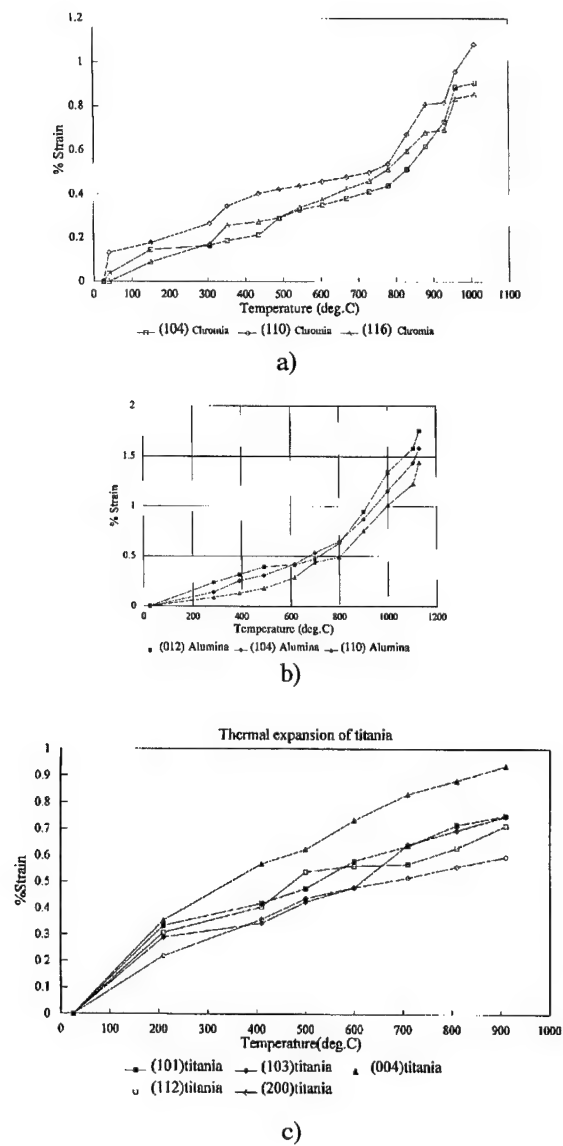 1.2
1
0.8
0.6
0.4
0.2
0
% Strain
0 100 200 300 400 500 600 700 800 900 1000 1100
Temperature (deg.C)
(104) Chromia (110) Chromia (116) Chromia
a)
2
1.5
1
0.5
0
% Strain
0 200 400 600 800 1000 1200
Temperature (deg.C)
(012) Alumina (104) Alumina (110) Alumina
b)
Thermal expansion of titania
1
0.9
0.8
0.7
0.6
0.5
0.4
0.3
0.2
0.1
0
%Strain
0 100 200 300 400 500 600 700 800 900 1000
Temperature(deg.C)
(101)titania (103)titania (004)titania
(112)titania (200)titania
c)